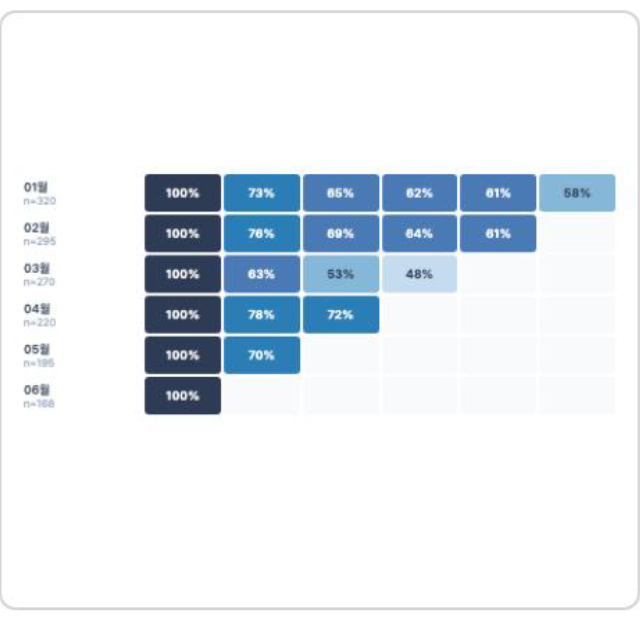 01월
n=320
100% 73% 65% 62% 61% 58%
02월
n=295
100% 76% 69% 64% 61%
03월
n=270
100% 63% 53% 48%
04월
n=220
100% 78% 72%
05월
n=195
100% 70%
06월
n=168
100%